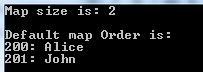 Map size is: 2
Default map Order is:
200: Alice
201: John